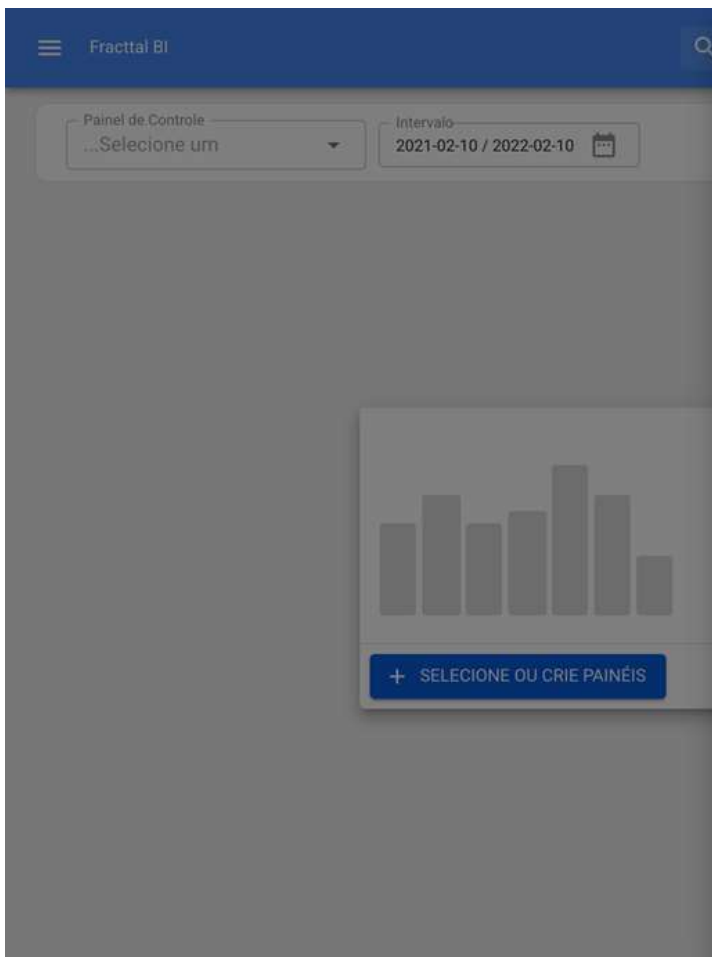 Fracttal BI
Painel de Controle
...Selecione um
Intervalo
2021-02-10 / 2022-02-10
+ SELECIONE OU CRIE PAINÉIS